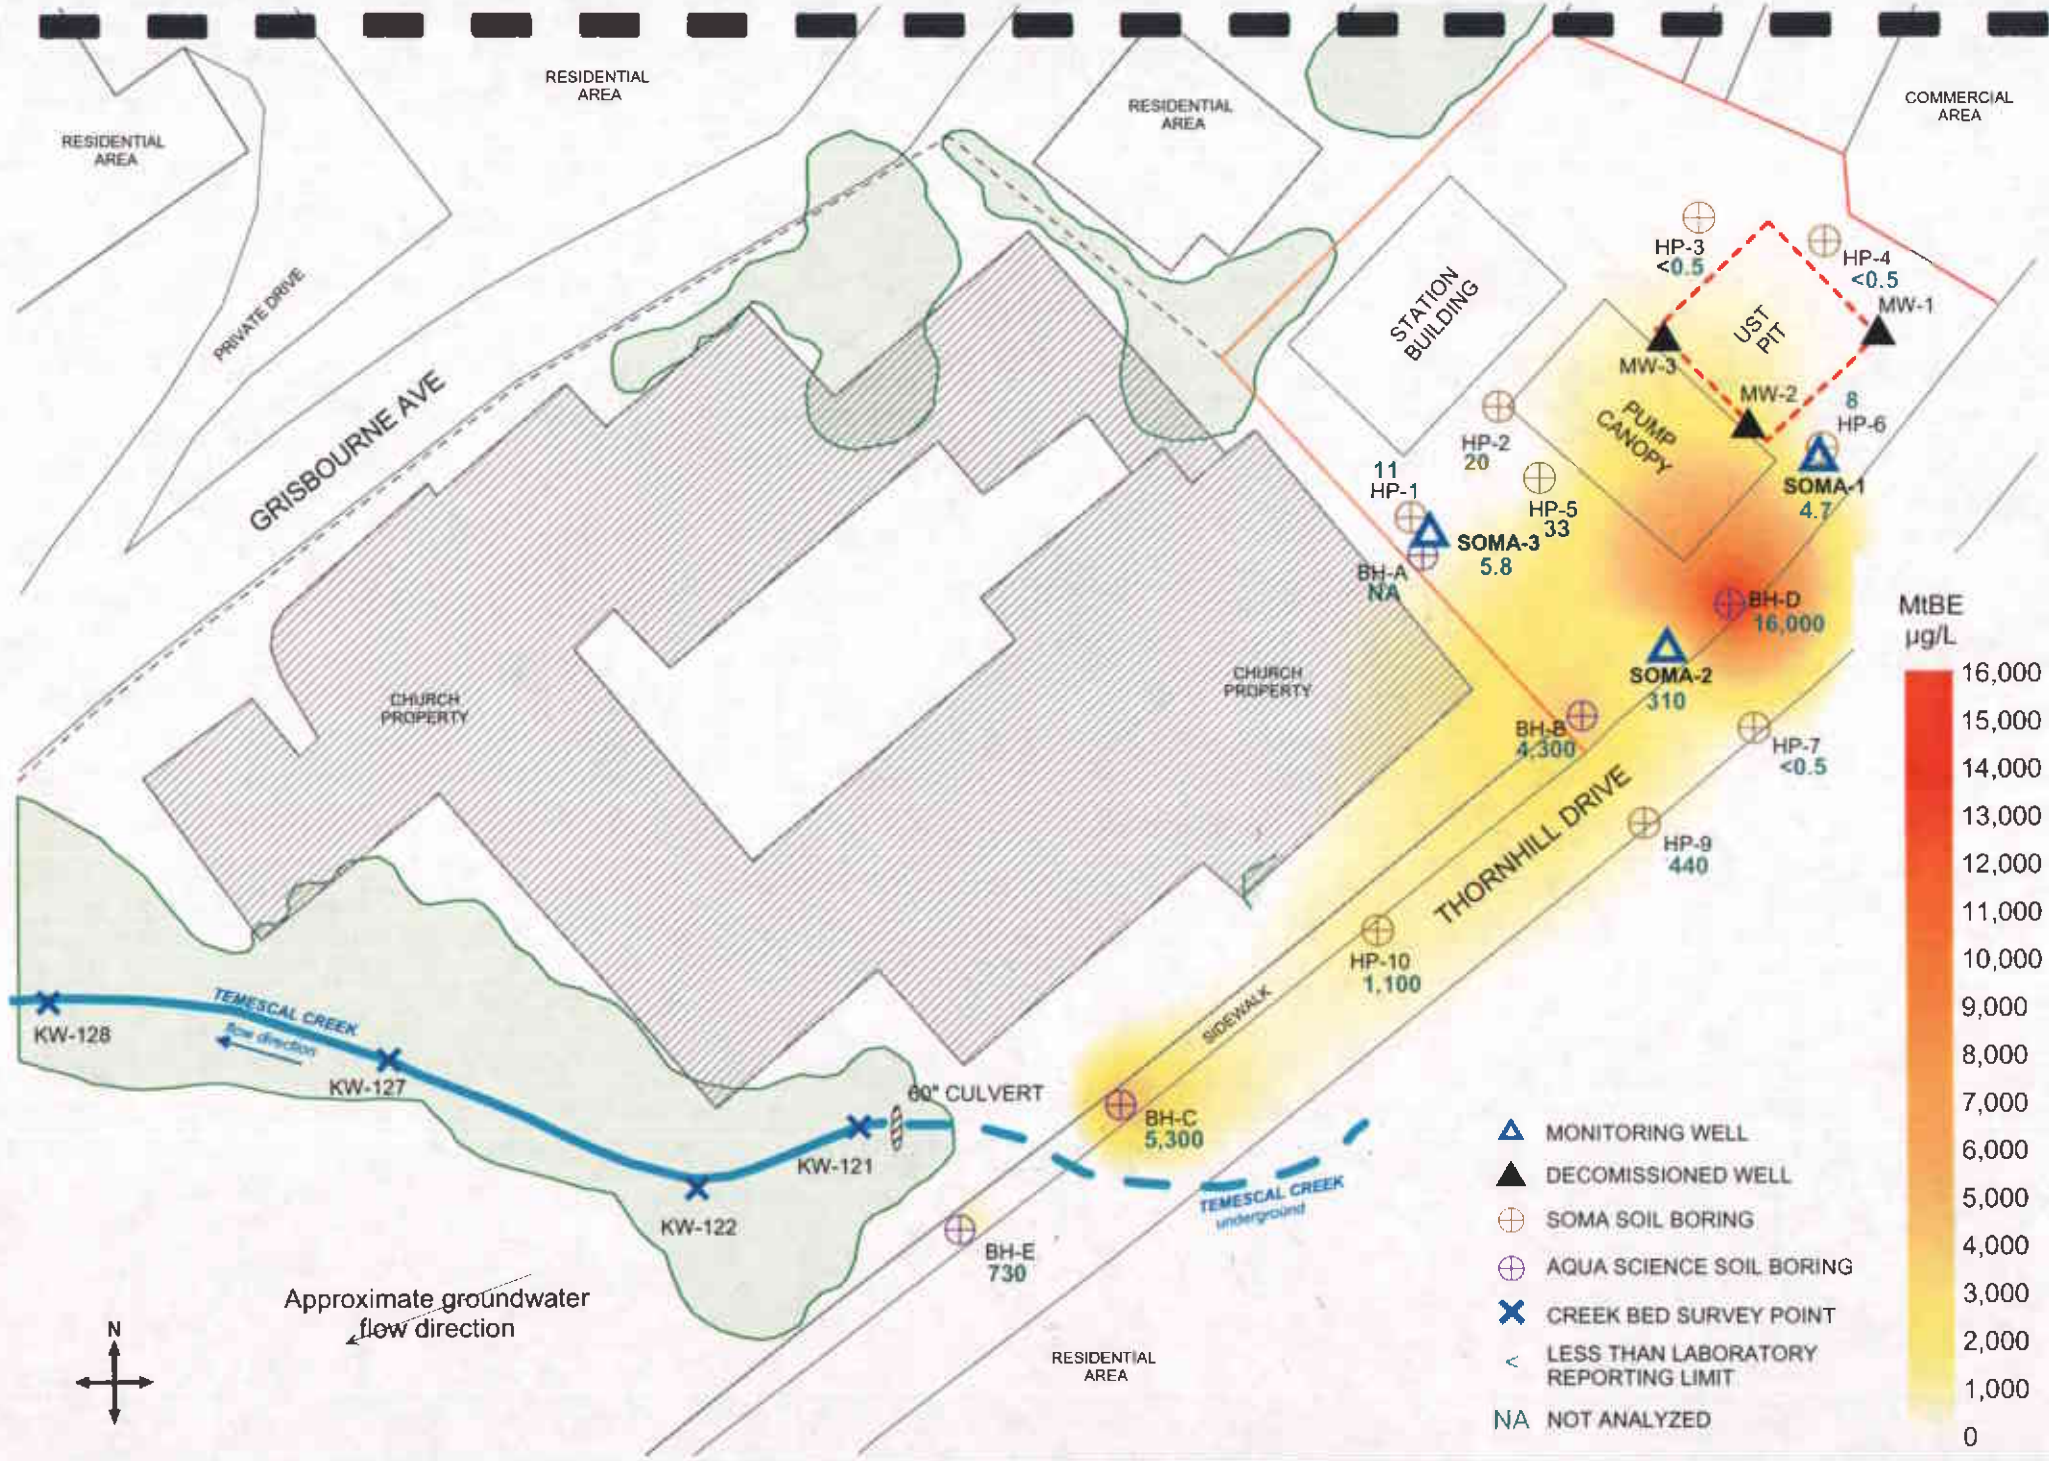 RESIDENTIAL
AREA
RESIDENTIAL
AREA
RESIDENTIAL
AREA
COMMERCIAL
AREA
PRIVATE DRIVE
GRISBOURNE AVE
STATION
BUILDING
HP-3
<0.5
HP-4
<0.5
MW-1
UST
PIT
MW-3
MW-2
PUMP
CANOPY
8
HP-6
SOMA-1
4.7
HP-2
20
11
HP-1
HP-5
33
SOMA-3
5.8
BH-A
NA
BH-D
16,000
SOMA-2
310
BH-B
4,300
HP-7
<0.5
CHURCH
PROPERTY
CHURCH
PROPERTY
THORNHILL DRIVE
HP-9
440
HP-10
1,100
SIDEWALK
TEMESCAL CREEK
flow direction
KW-128
KW-127
60" CULVERT
KW-121
KW-122
BH-C
5,300
TEMESCAL CREEK
underground
BH-E
730
Approximate groundwater
flow direction
N
RESIDENTIAL
AREA
MtBE
µg/L
16,000
15,000
14,000
13,000
12,000
11,000
10,000
9,000
8,000
7,000
6,000
5,000
4,000
3,000
2,000
1,000
0
MONITORING WELL
DECOMISSIONED WELL
SOMA SOIL BORING
AQUA SCIENCE SOIL BORING
CREEK BED SURVEY POINT
< LESS THAN LABORATORY
REPORTING LIMIT
NA NOT ANALYZED